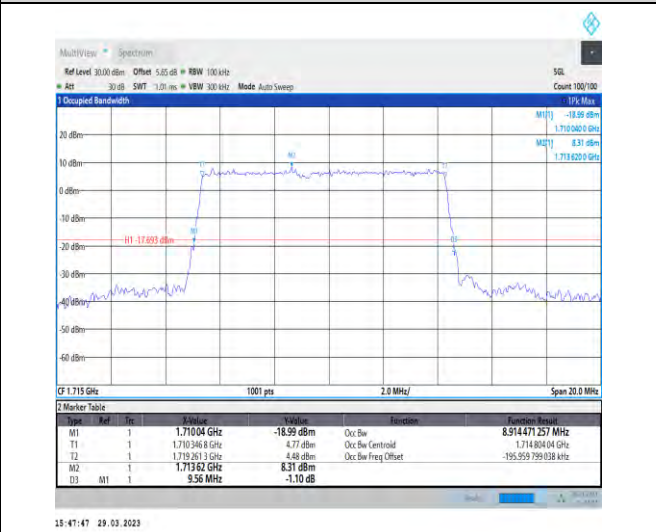 MultiView Spectrum
Ref Level 30.00 dBm Offset 5.85 dB RBW 100 kHz SGL
Att 30 dB SWT 1.01 ms VBW 300 kHz Mode Auto Sweep Count 100/100
1 Occupied Bandwidth 1Pk Max
M1[1] -18.99 dBm
1.7100400 GHz
M2[1] 8.31 dBm
1.7136200 GHz
20 dBm
10 dBm
T1 M2 T2
0 dBm
-10 dBm
M1
H1 -17.693 dBm D3
-20 dBm
-30 dBm
-40 dBm
-50 dBm
-60 dBm
CF 1.715 GHz 1001 pts 2.0 MHz/ Span 20.0 MHz
2 Marker Table
Type Ref Trc X-Value Y-Value Function Function Result
M1 1 1.71004 GHz -18.99 dBm Occ Bw 8.914 471 257 MHz
T1 1 1.710 346 8 GHz 4.77 dBm Occ Bw Centroid 1.714 804 04 GHz
T2 1 1.719 261 3 GHz 4.48 dBm Occ Bw Freq Offset -195.959 799 038 kHz
M2 1 1.713 62 GHz 8.31 dBm
D3 M1 1 9.56 MHz -1.10 dB
15:47:47 29.03.2023